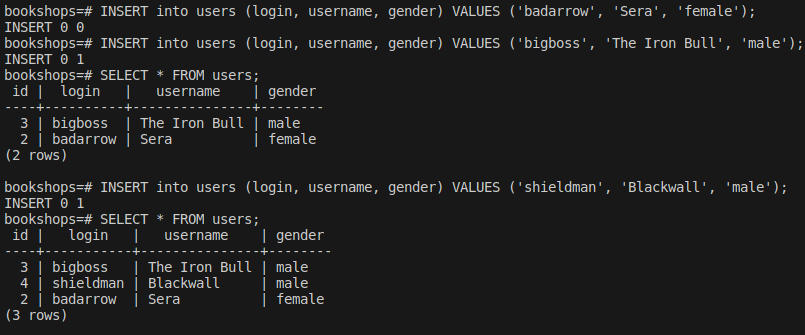 bookshops=# INSERT into users (login, username, gender) VALUES ('badarrow', 'Sera', 'female');
INSERT 0 0
bookshops=# INSERT into users (login, username, gender) VALUES ('bigboss', 'The Iron Bull', 'male');
INSERT 0 1
bookshops=# SELECT * FROM users;
 id |  login   |   username    | gender
----+----------+---------------+--------
  3 | bigboss  | The Iron Bull | male
  2 | badarrow | Sera          | female
(2 rows)

bookshops=# INSERT into users (login, username, gender) VALUES ('shieldman', 'Blackwall', 'male');
INSERT 0 1
bookshops=# SELECT * FROM users;
 id |   login   |   username    | gender
----+-----------+---------------+--------
  3 | bigboss   | The Iron Bull | male
  4 | shieldman | Blackwall     | male
  2 | badarrow  | Sera          | female
(3 rows)